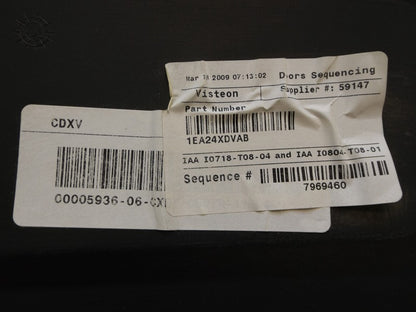 Mar 18 2009 07:13:02 Doors Sequencing
Visteon Supplier #: 59147
Part Number
1EA24XDVAB
IAA I0718-T08-04 and IAA I0804-T08-01
Sequence #
7969460
CDXV
00005936-06-